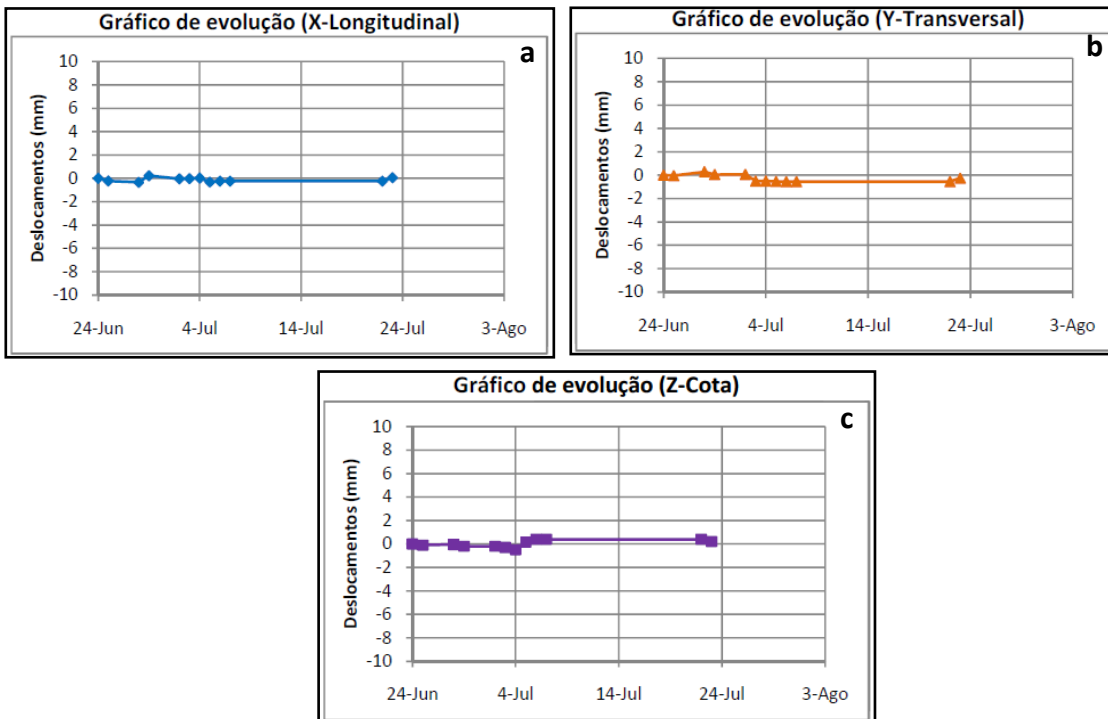 Gráfico de evolução (X-Longitudinal)
a
Deslocamentos (mm)
10
8
6
4
2
0
-2
-4
-6
-8
-10
24-Jun 4-Jul 14-Jul 24-Jul 3-Ago
Gráfico de evolução (Y-Transversal)
b
Deslocamentos (mm)
10
8
6
4
2
0
-2
-4
-6
-8
-10
24-Jun 4-Jul 14-Jul 24-Jul 3-Ago
Gráfico de evolução (Z-Cota)
c
Deslocamentos (mm)
10
8
6
4
2
0
-2
-4
-6
-8
-10
24-Jun 4-Jul 14-Jul 24-Jul 3-Ago